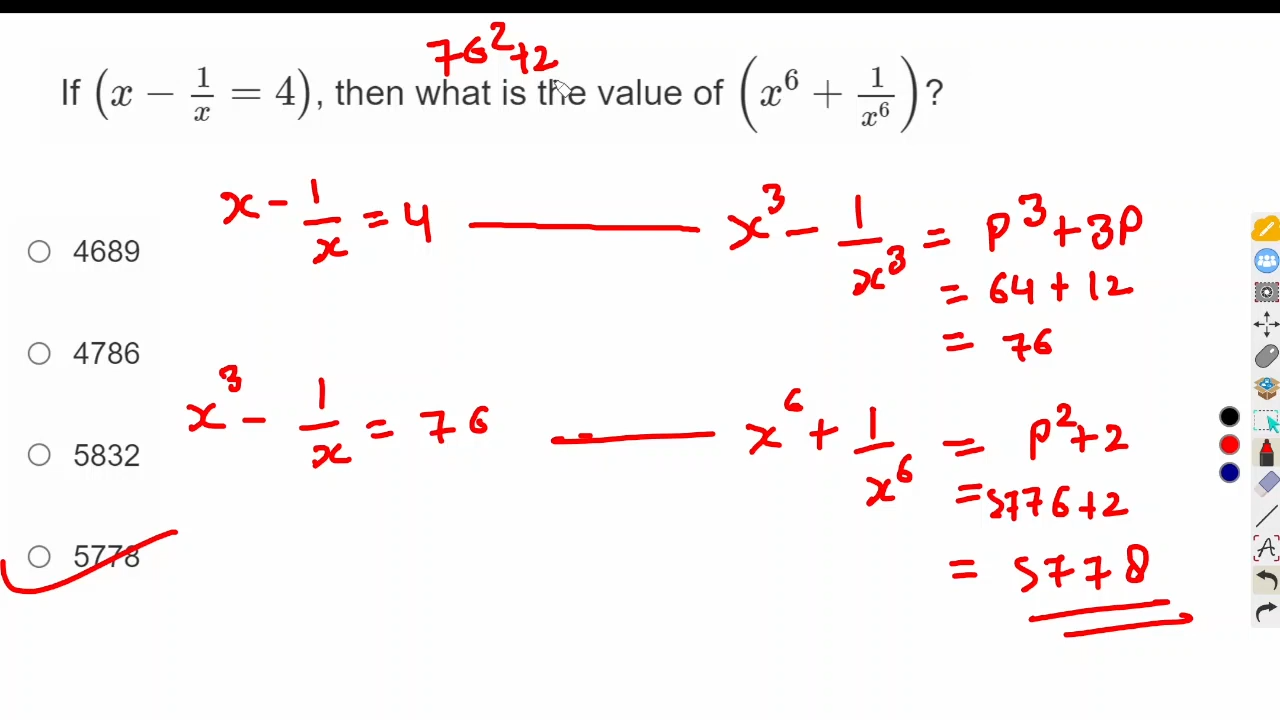 76²+2
If (x − 1/x = 4), then what is the value of (x⁶ + 1/x⁶)?
x − 1/x = 4 —— x³ − 1/x³ = P³+3P
= 64+12
= 76
4689
4786
5832
5778
x³ − 1/x = 76 —— x⁶ + 1/x⁶ = P²+2
=5776+2
= 5778
A